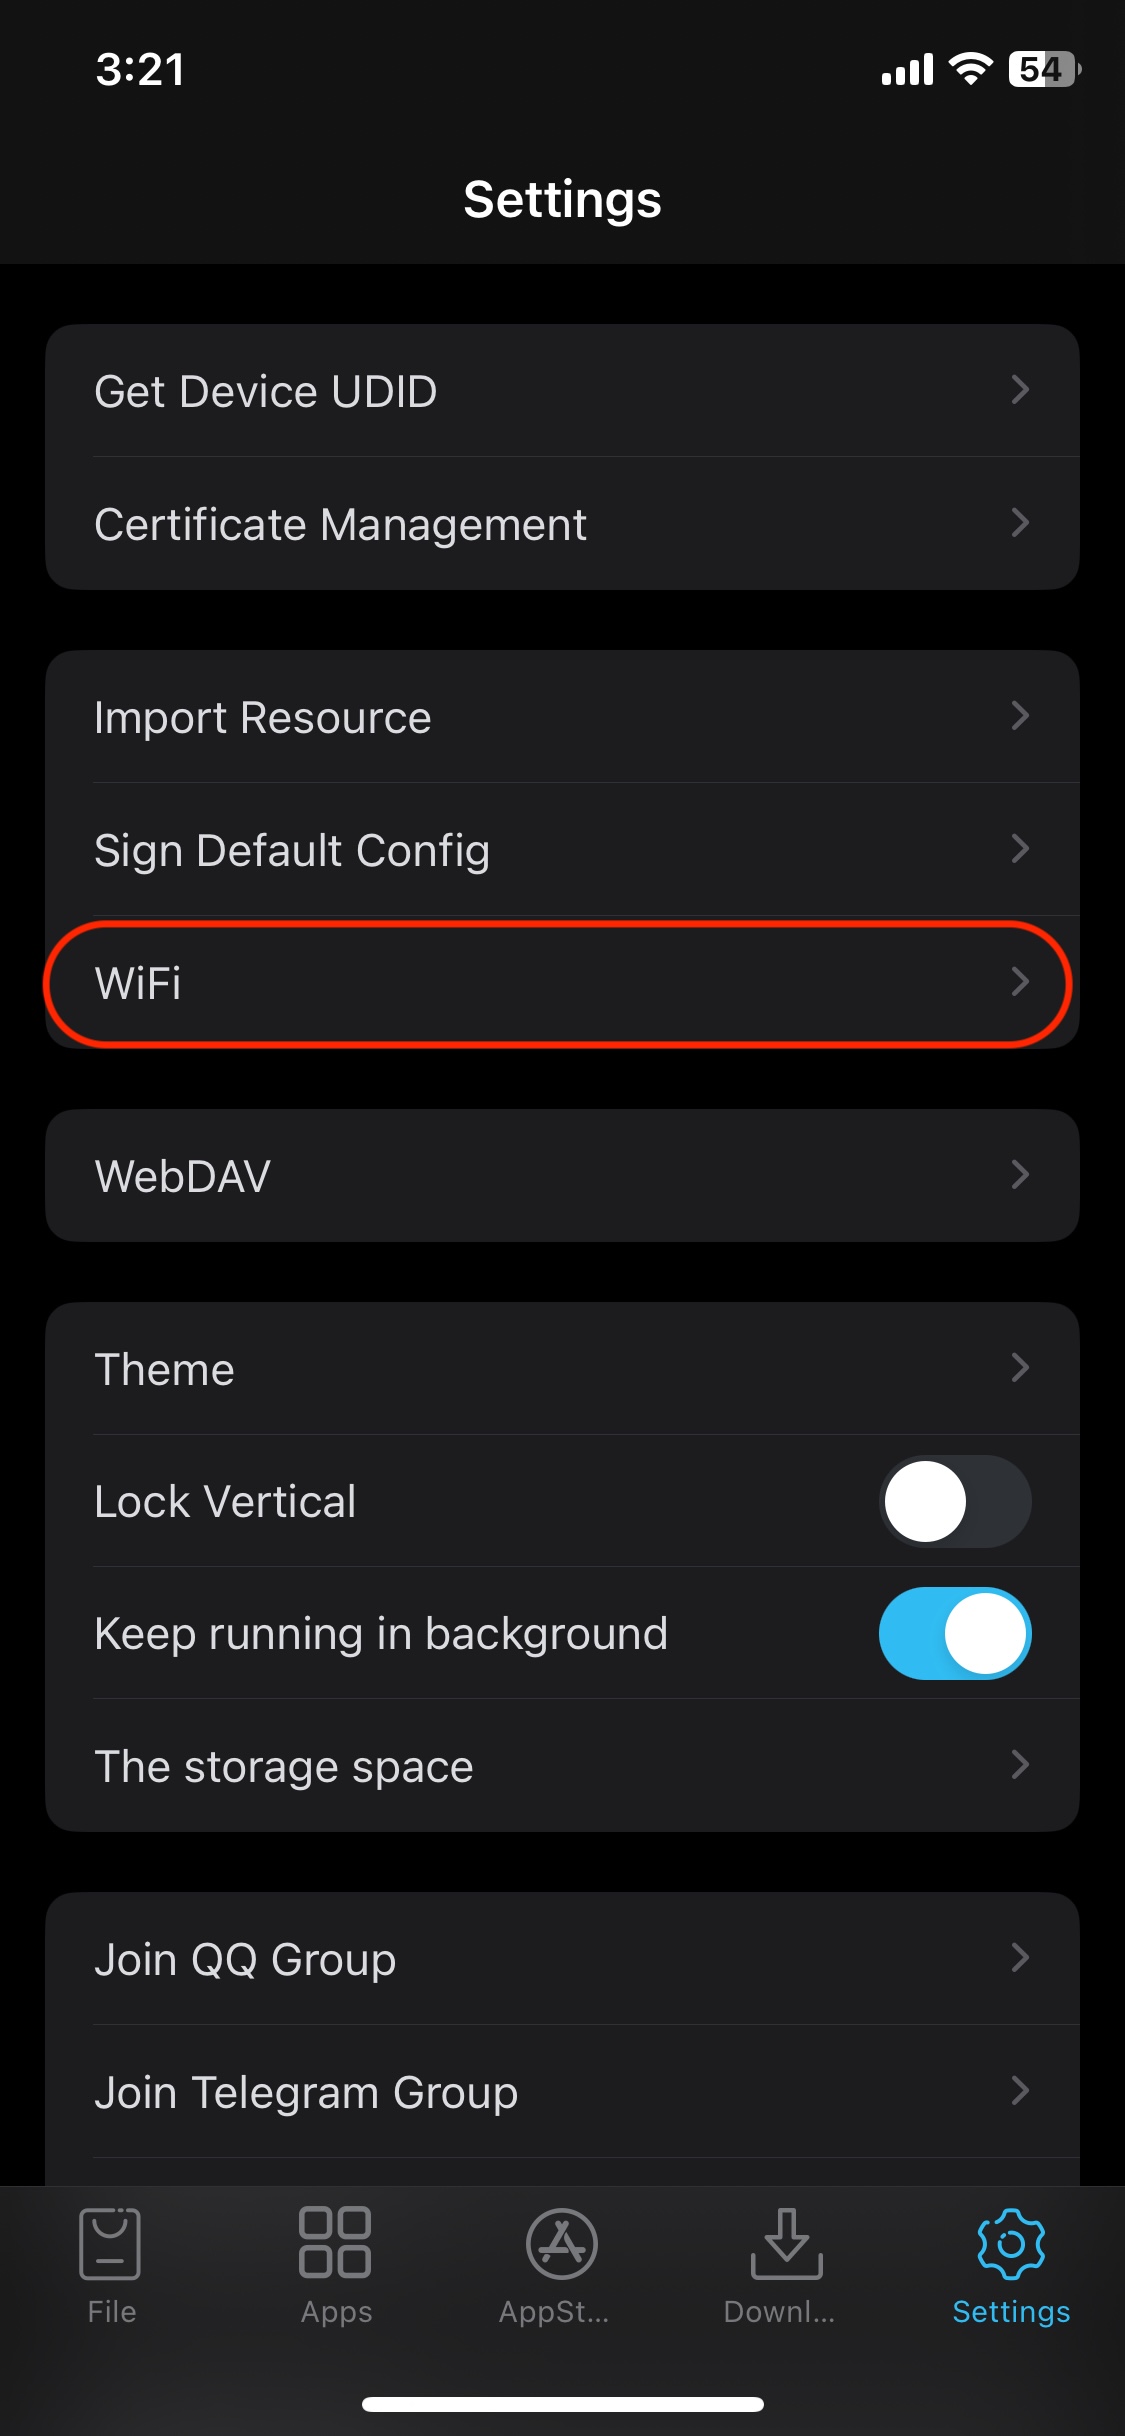 3:21
54
Settings
Get Device UDID
Certificate Management
Import Resource
Sign Default Config
WiFi
WebDAV
Theme
Lock Vertical
Keep running in background
The storage space
Join QQ Group
Join Telegram Group
File
Apps
AppSt...
Downl...
Settings